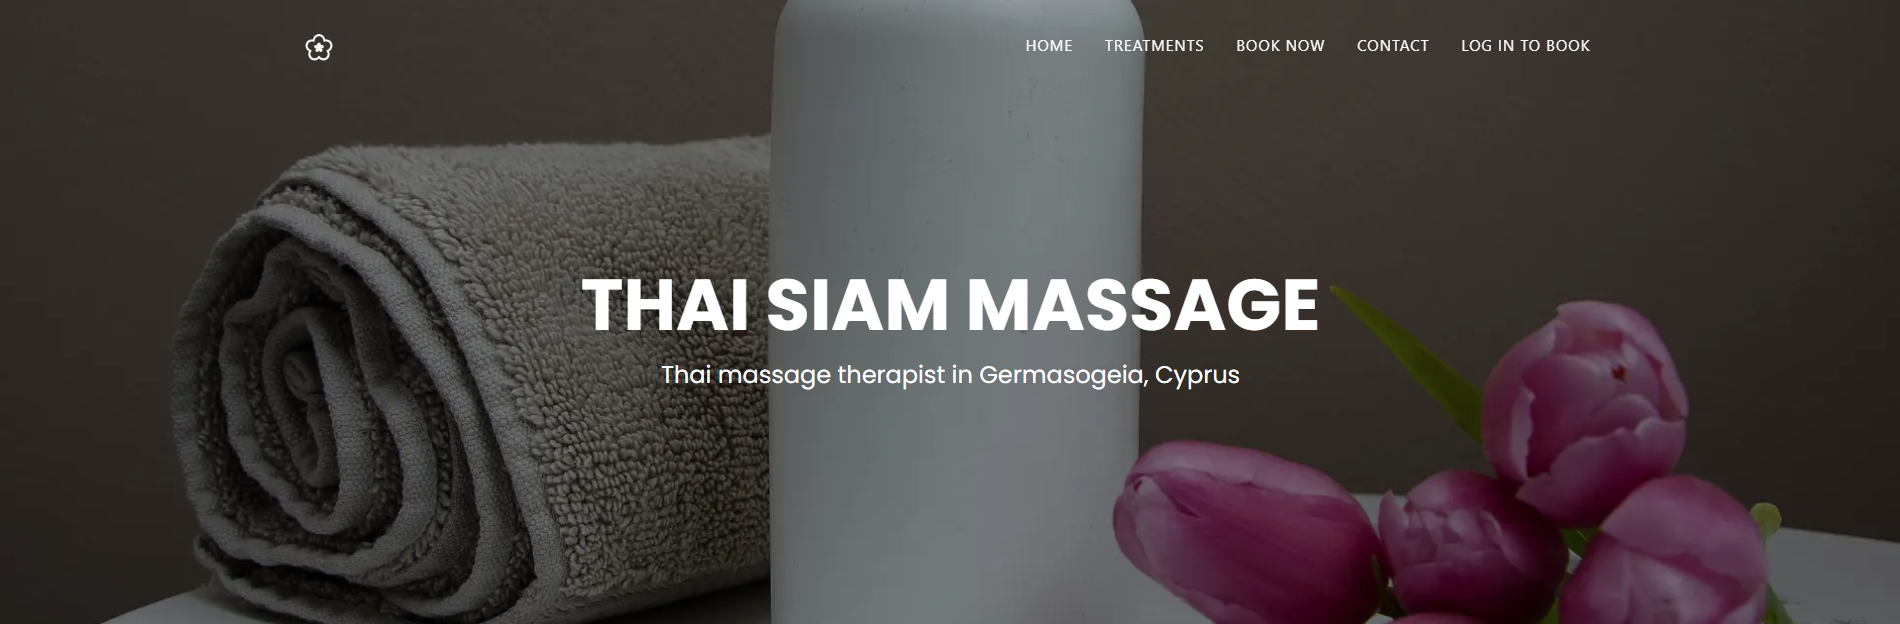 HOME TREATMENTS BOOK NOW CONTACT LOG IN TO BOOK
THAI SIAM MASSAGE
Thai massage therapist in Germasogeia, Cyprus